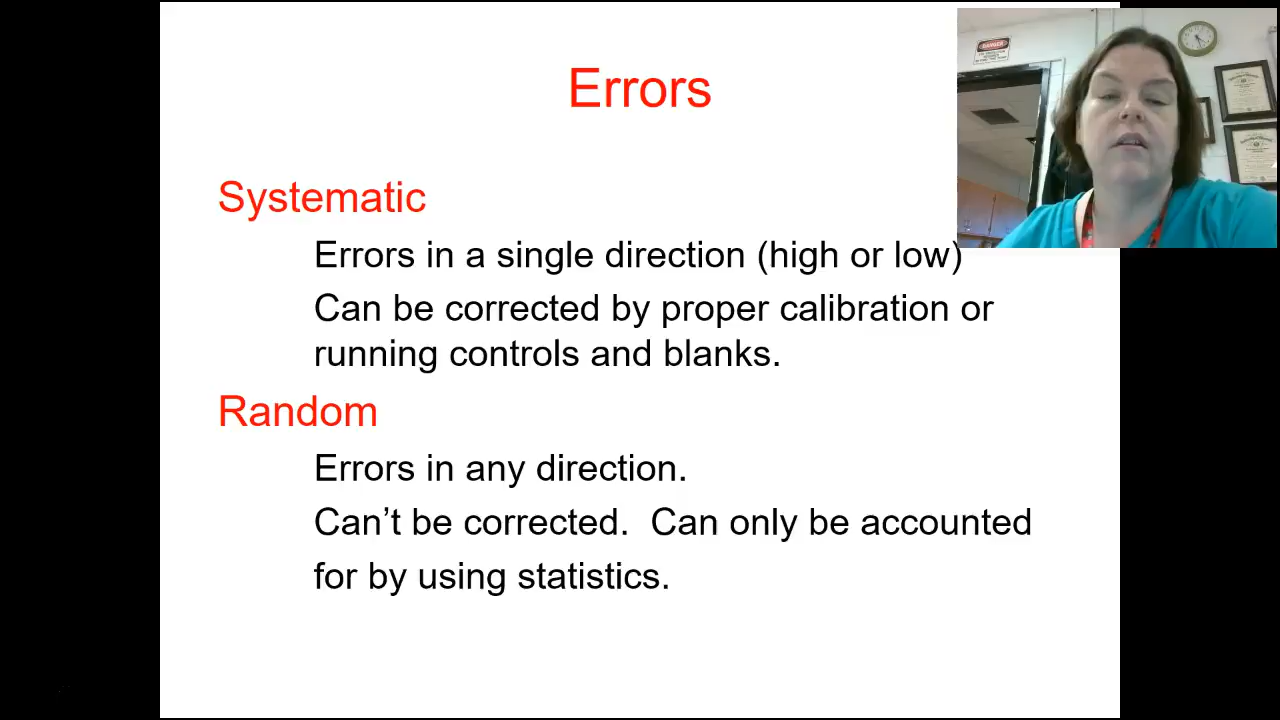 Errors
DANGER
Systematic
Errors in a single direction (high or low)
Can be corrected by proper calibration or
running controls and blanks.
Random
Errors in any direction.
Can’t be corrected.  Can only be accounted
for by using statistics.